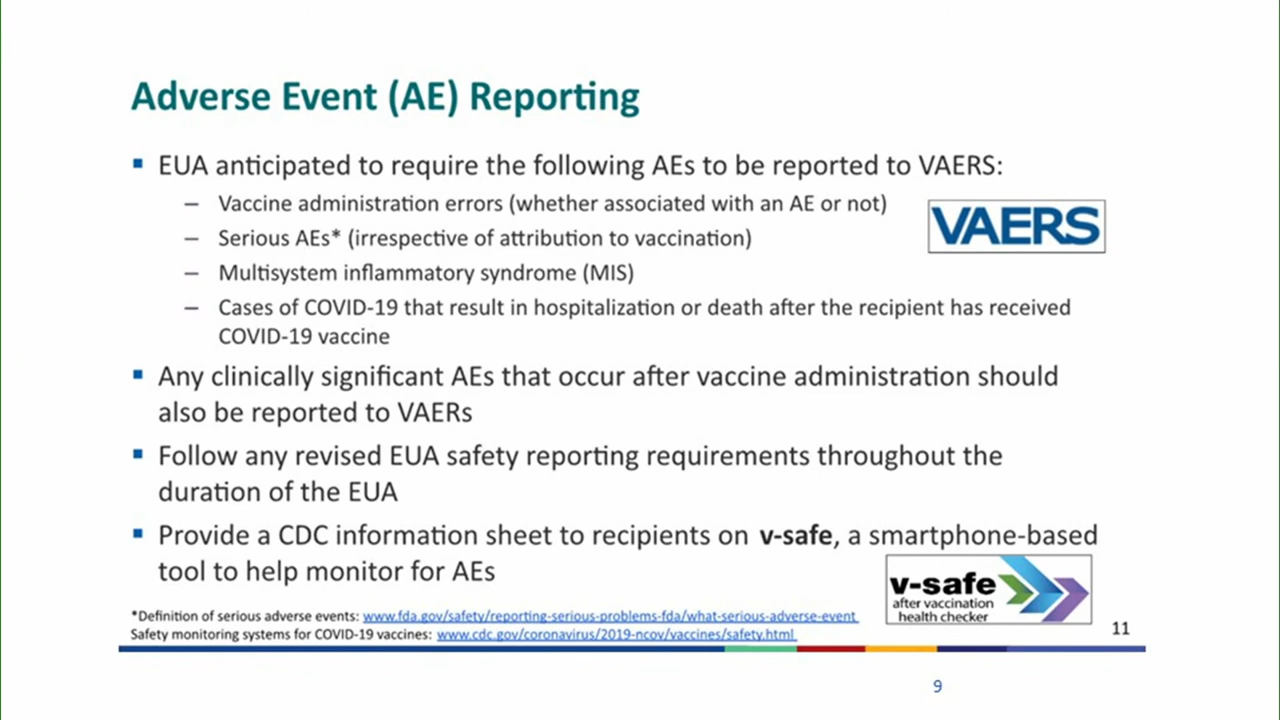 Adverse Event (AE) Reporting
▪ EUA anticipated to require the following AEs to be reported to VAERS:
– Vaccine administration errors (whether associated with an AE or not)
VAERS
– Serious AEs* (irrespective of attribution to vaccination)
– Multisystem inflammatory syndrome (MIS)
– Cases of COVID-19 that result in hospitalization or death after the recipient has received
COVID-19 vaccine
▪ Any clinically significant AEs that occur after vaccine administration should
also be reported to VAERs
▪ Follow any revised EUA safety reporting requirements throughout the
duration of the EUA
▪ Provide a CDC information sheet to recipients on v-safe, a smartphone-based
tool to help monitor for AEs
v-safe
after vaccination
health checker
*Definition of serious adverse events: www.fda.gov/safety/reporting-serious-problems-fda/what-serious-adverse-event
Safety monitoring systems for COVID-19 vaccines: www.cdc.gov/coronavirus/2019-ncov/vaccines/safety.html
11
9